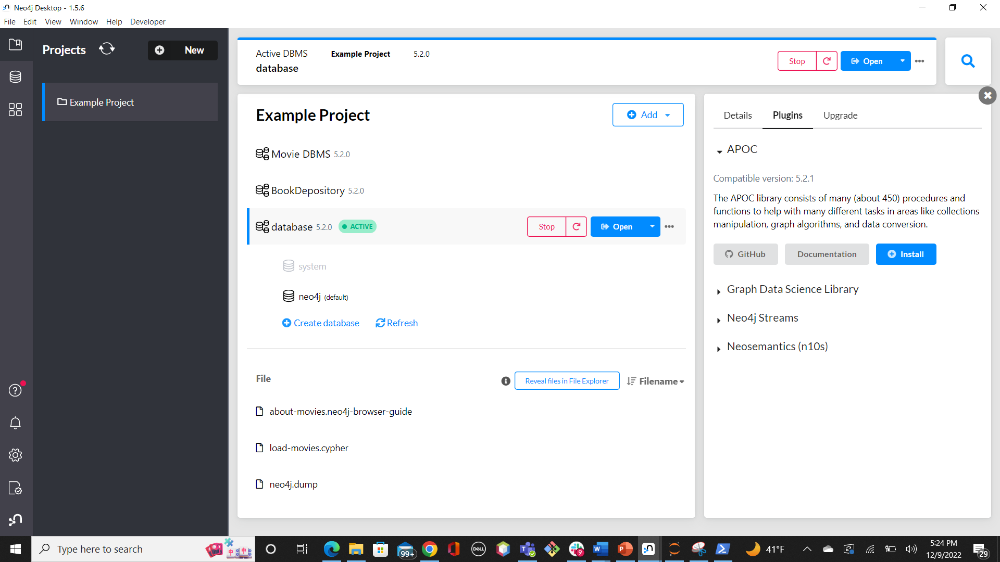 Neo4j Desktop - 1.5.6
File Edit View Window Help Developer
Projects
New
Example Project
Active DBMS Example Project 5.2.0
database
Stop Open
Example Project
Add
Movie DBMS 5.2.0
BookDepository 5.2.0
database 5.2.0 ACTIVE
Stop Open
system
neo4j (default)
Create database Refresh
File
Reveal files in File Explorer Filename
about-movies.neo4j-browser-guide
load-movies.cypher
neo4j.dump
Details Plugins Upgrade
APOC
Compatible version: 5.2.1
The APOC library consists of many (about 450) procedures and
functions to help with many different tasks in areas like collections
manipulation, graph algorithms, and data conversion.
GitHub Documentation Install
Graph Data Science Library
Neo4j Streams
Neosemantics (n10s)
Type here to search
99+
DELL
9
41°F
5:24 PM
12/9/2022
29